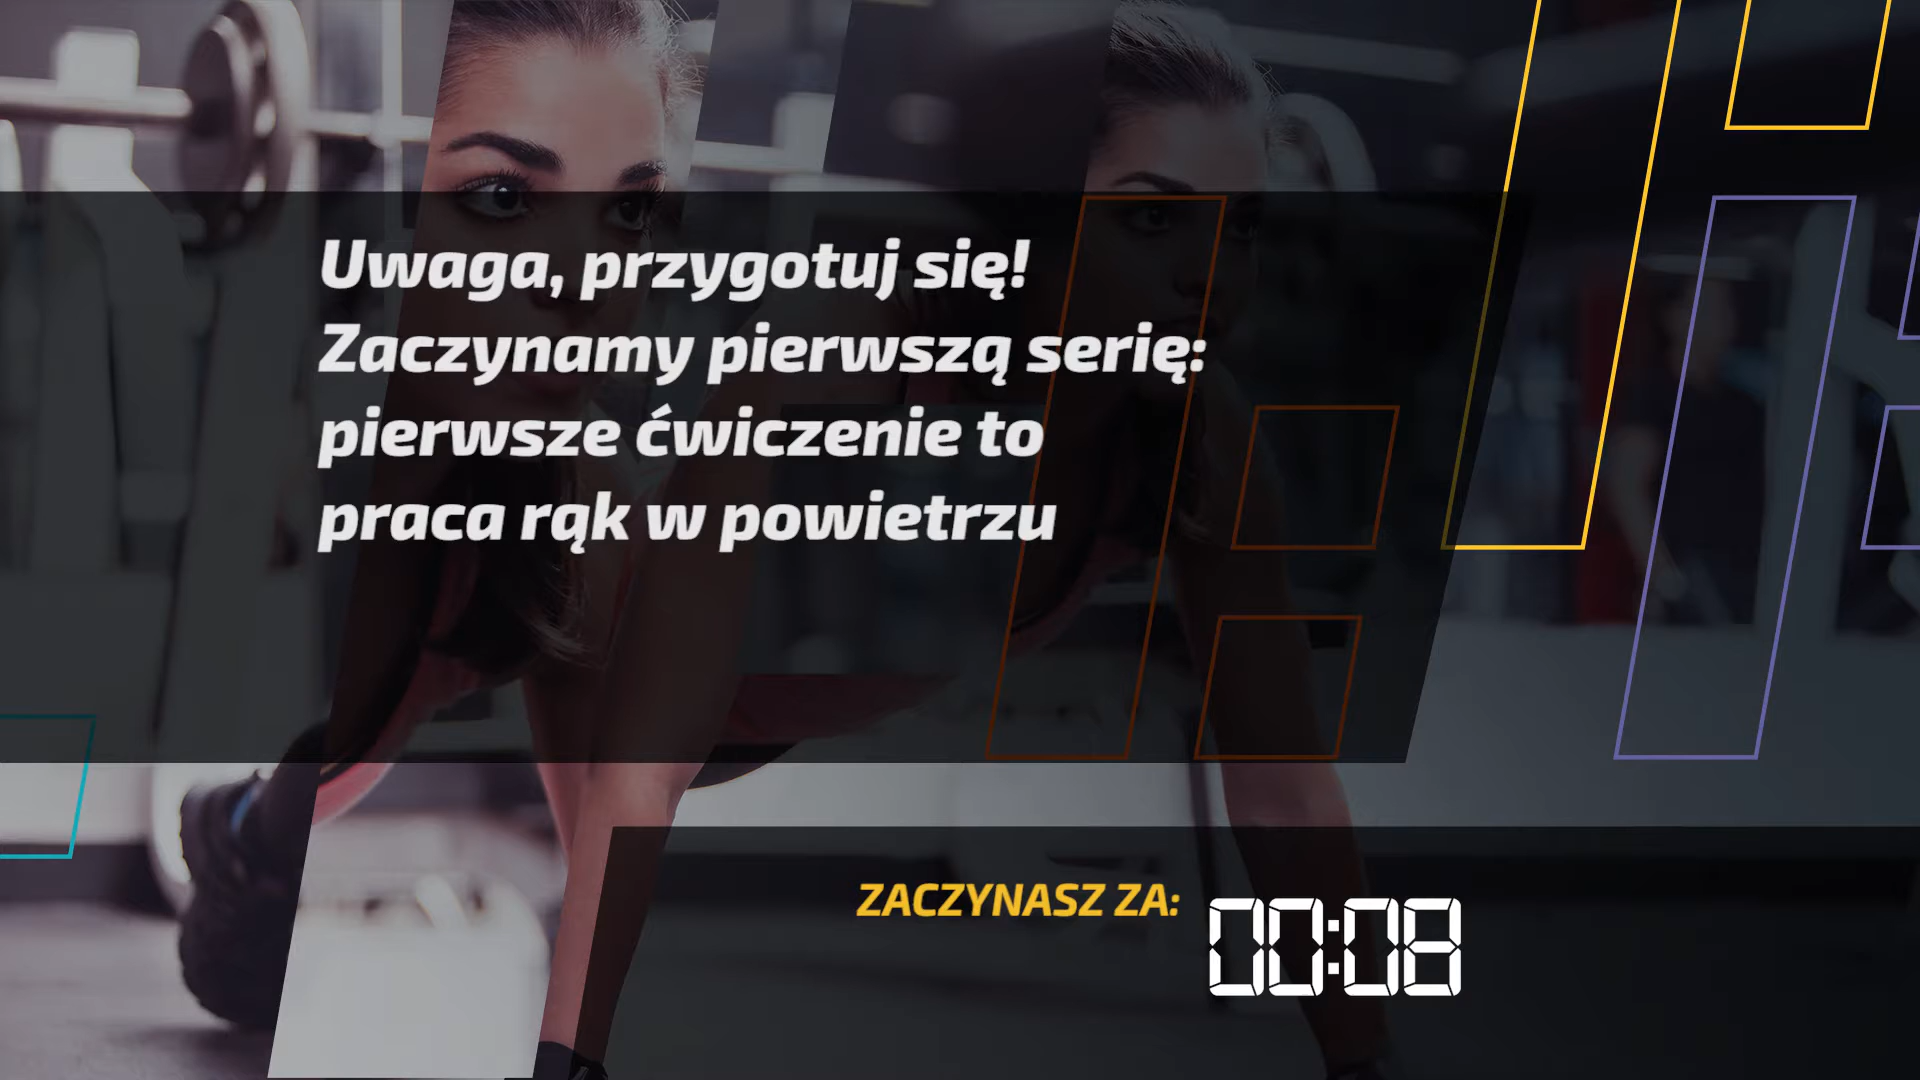 Uwaga, przygotuj się!
Zaczynamy pierwszą serię:
pierwsze ćwiczenie to
praca rąk w powietrzu
ZACZYNASZ ZA:
00:08